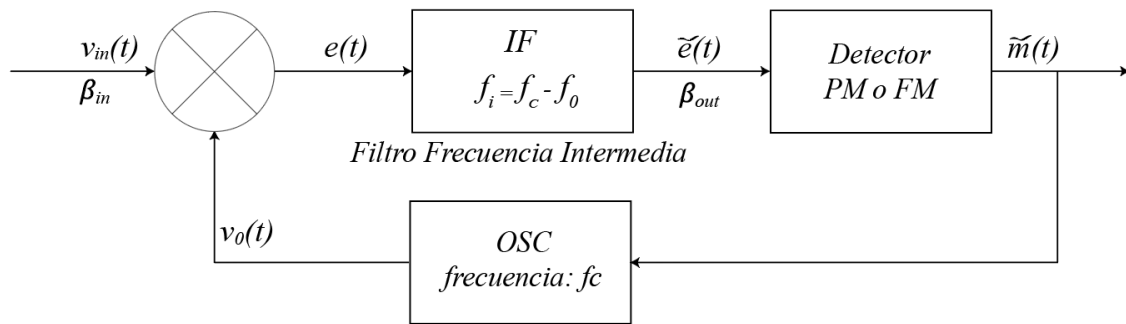 v_in(t)
β_in
e(t)
IF
f_i = f_c - f_0
Filtro Frecuencia Intermedia
ẽ(t)
β_out
Detector
PM o FM
m̃(t)
v_0(t)
OSC
frecuencia: fc